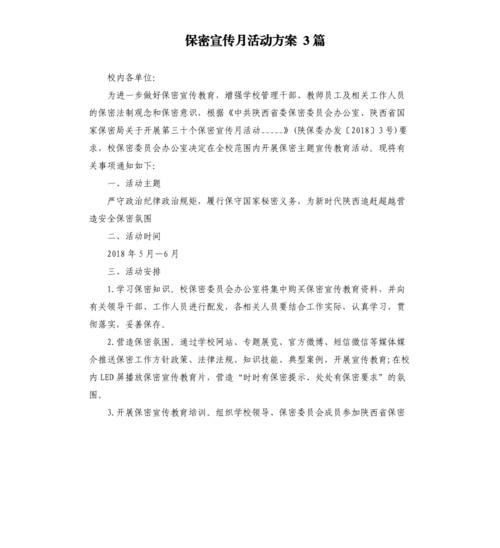 保密宣传月活动方案 3 篇
校内各单位:
为进一步做好保密宣传教育，增强学校管理干部、教师员工及相关工作人员
的保密法制观念和保密意识，根据《中共陕西省委保密委员会办公室、陕西省国
家保密局关于开展第三十个保密宣传月活动.....》(陕保委办发〔2018〕3号)要
求，校保密委员会办公室决定在全校范围内开展保密主题宣传教育活动。现将有
关事项通知如下:
一、活动主题
严守政治纪律政治规矩，履行保守国家秘密义务，为新时代陕西追赶超越营
造安全保密氛围
二、活动时间
2018 年 5 月—6 月
三、活动安排
1.学习保密知识。校保密委员会办公室将集中购买保密宣传教育资料，并向
有关领导干部、工作人员进行配发，各相关人员要结合工作实际，认真学习，贯
彻落实，妥善保存。
2.营造保密氛围。通过学校网站、专题展览、官方微博、短信微信等媒体媒
介推送保密工作方针政策、法律法规，知识技能、典型案例，开展宣传教育;在校
内 LED 屏播放保密宣传教育片，营造“时时有保密提示、处处有保密要求”的氛
围。
3.开展保密宣传教育培训。组织学校领导、保密委员会成员参加陕西省保密